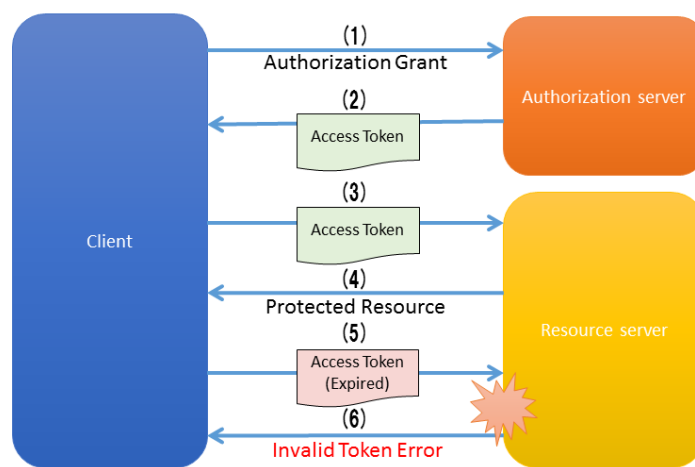 (1)
Authorization Grant
Authorization server
(2)
Access Token
(3)
Access Token
Client
(4)
Protected Resource
Resource server
(5)
Access Token
(Expired)
(6)
Invalid Token Error